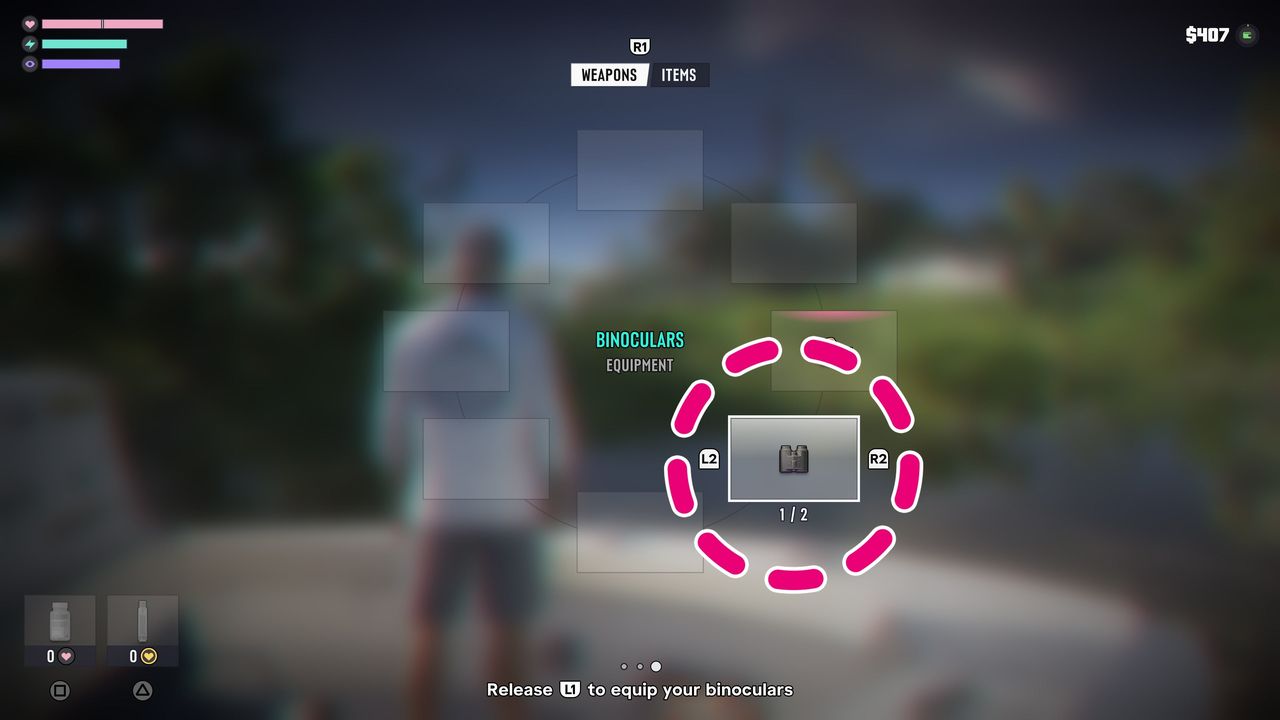 $407
R1
WEAPONS ITEMS
BINOCULARS
EQUIPMENT
L2 R2
1 / 2
0 0
Release L1 to equip your binoculars